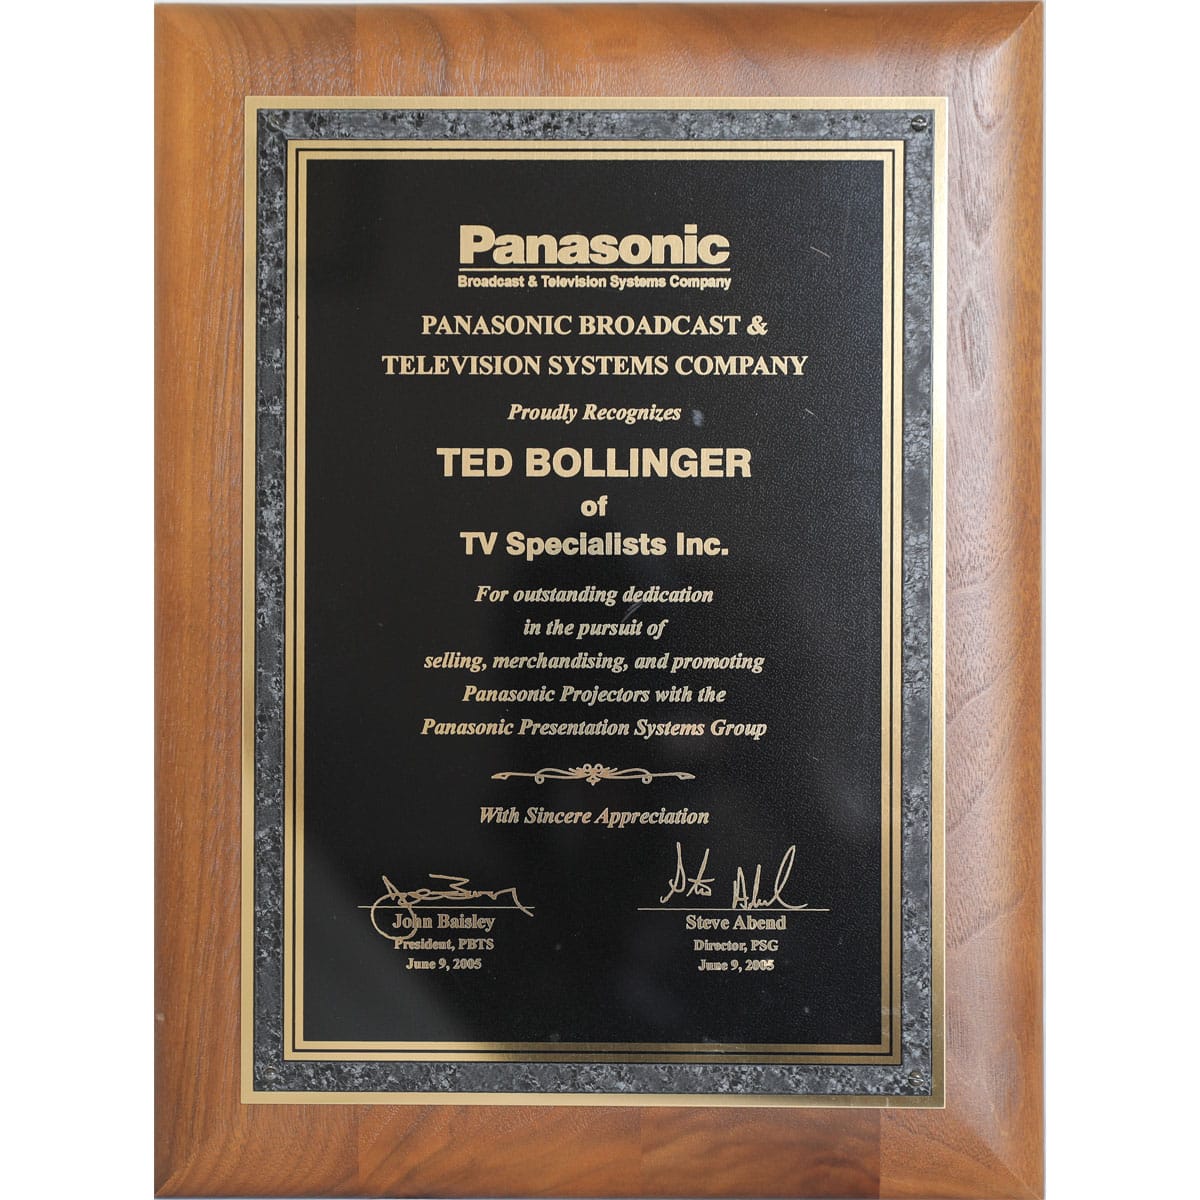 Panasonic
Broadcast & Television Systems Company
PANASONIC BROADCAST &
TELEVISION SYSTEMS COMPANY
Proudly Recognizes
TED BOLLINGER
of
TV Specialists Inc.
For outstanding dedication
in the pursuit of
selling, merchandising, and promoting
Panasonic Projectors with the
Panasonic Presentation Systems Group
With Sincere Appreciation
John Baisley
President, PBTS
June 9, 2005
Steve Abend
Steve Abend
Director, PSG
June 9, 2005